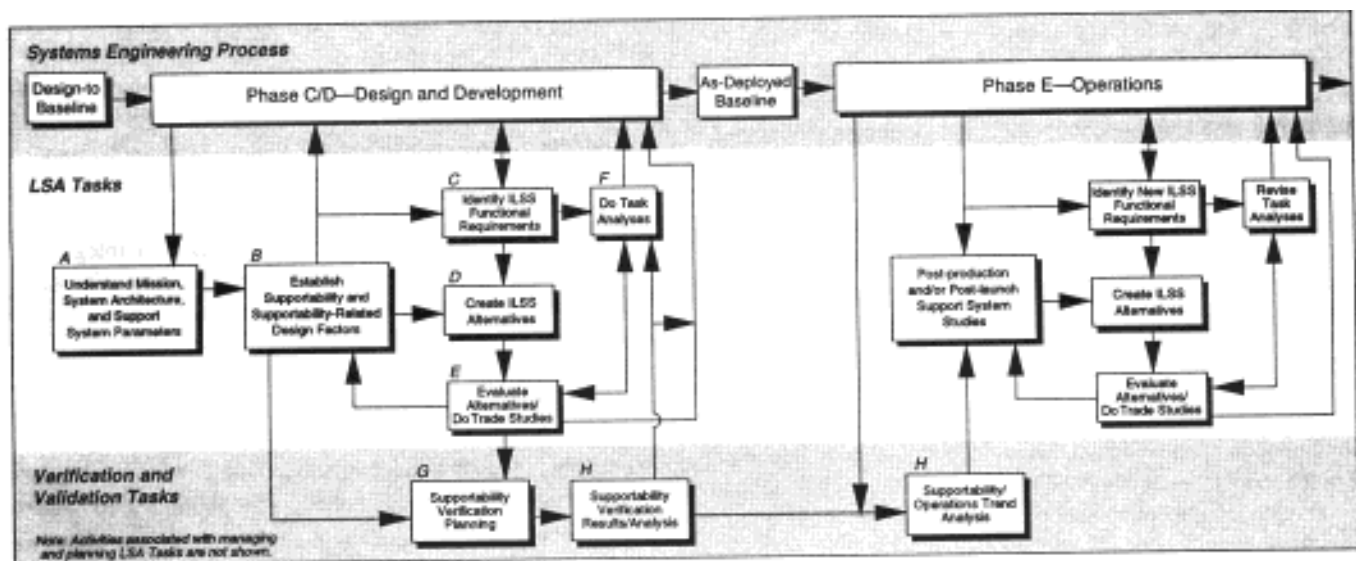 Systems Engineering Process
Design-to
Baseline
Phase C/D—Design and Development
As-Deployed
Baseline
Phase E—Operations
LSA Tasks
A
Understand Mission,
System Architecture,
and Support
System Parameters
B
Establish
Supportability and
Supportability-Related
Design Factors
C
Identify ILSS
Functional
Requirements
D
Create ILSS
Alternatives
E
Evaluate
Alternatives/
Do Trade Studies
F
Do Task
Analyses
Post-production
and/or Post-launch
Support System
Studies
Identify New ILSS
Functional
Requirements
Create ILSS
Alternatives
Evaluate
Alternatives/
Do Trade Studies
Revise
Task
Analyses
Verification and
Validation Tasks
G
Supportability
Verification
Planning
H
Supportability
Verification
Results/Analysis
H
Supportability/
Operations Trend
Analysis
Note: Activities associated with managing
and planning LSA Tasks are not shown.